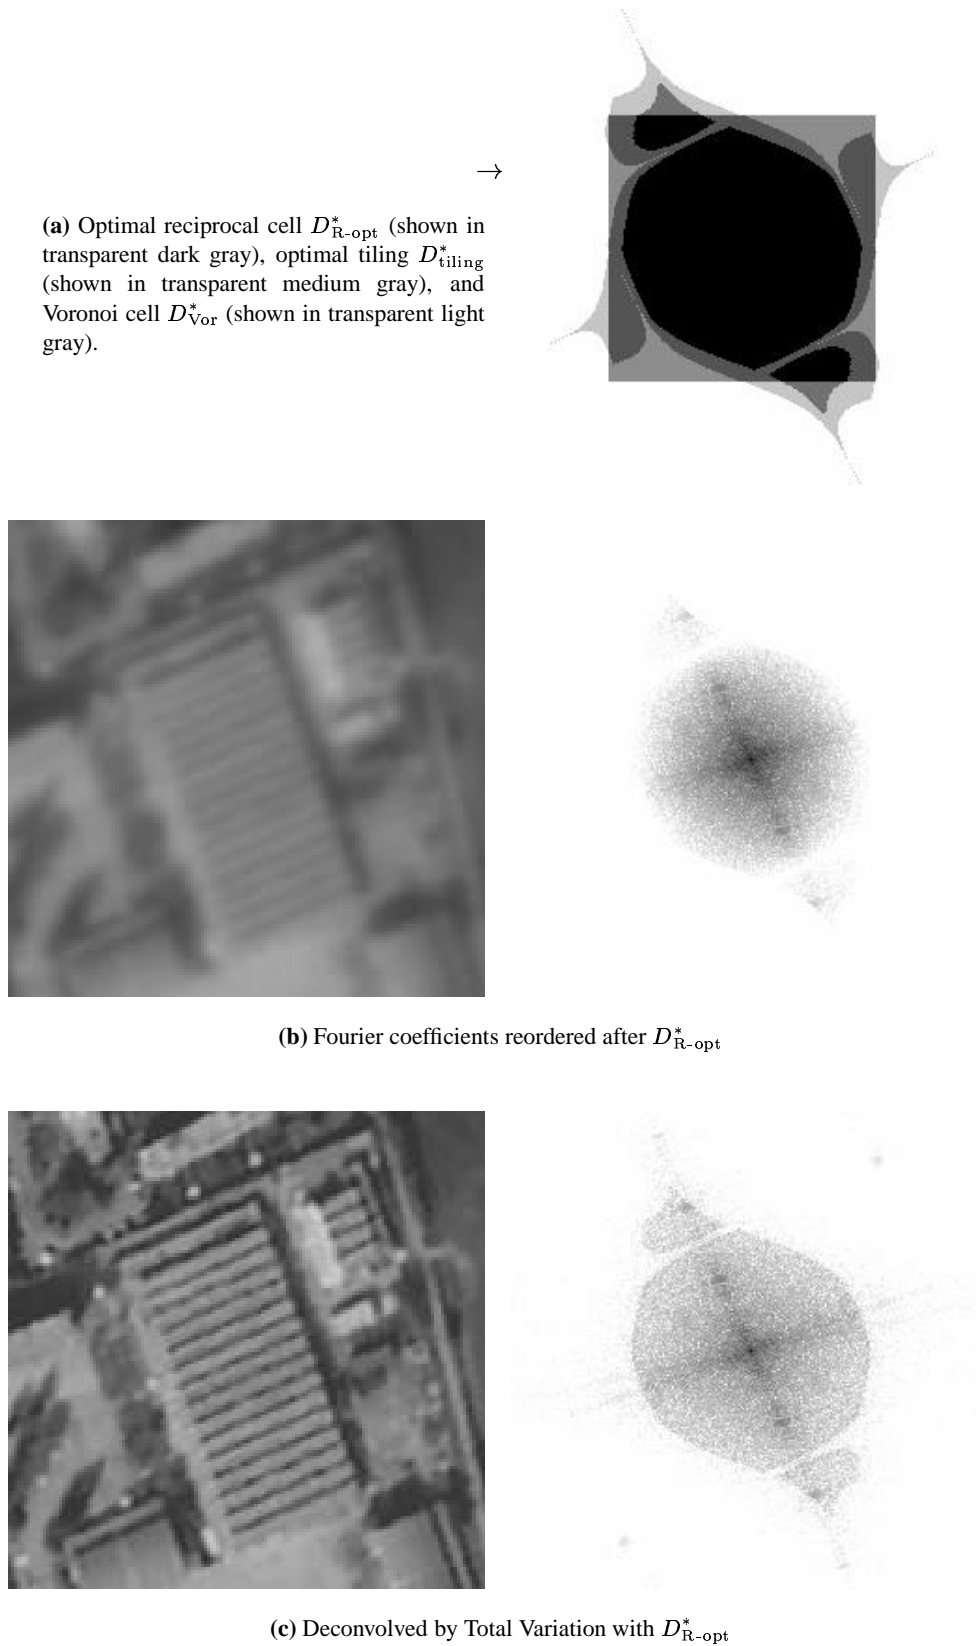 →
(a) Optimal reciprocal cell D*R-opt (shown in
transparent dark gray), optimal tiling D*tiling
(shown in transparent medium gray), and
Voronoi cell D*Vor (shown in transparent light
gray).
(b) Fourier coefficients reordered after D*R-opt
(c) Deconvolved by Total Variation with D*R-opt